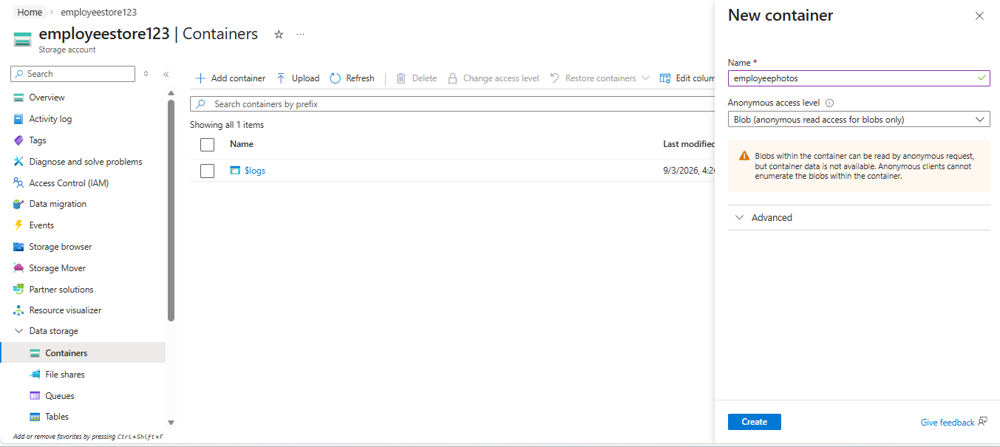 Home > employeestore123
employeestore123 | Containers ☆ ...
Storage account
Search
Overview
Activity log
Tags
Diagnose and solve problems
Access Control (IAM)
Data migration
Events
Storage browser
Storage Mover
Partner solutions
Resource visualizer
Data storage
Containers
File shares
Queues
Tables
Add or remove favorites by pressing Ctrl+Shift+F
Add container Upload Refresh | Delete Change access level Restore containers Edit colum
Search containers by prefix
Showing all 1 items
Name Last modified
$logs 9/3/2026, 4:2
New container
Name *
employeephotos
Anonymous access level
Blob (anonymous read access for blobs only)
Blobs within the container can be read by anonymous request,
but container data is not available. Anonymous clients cannot
enumerate the blobs within the container.
Advanced
Create
Give feedback